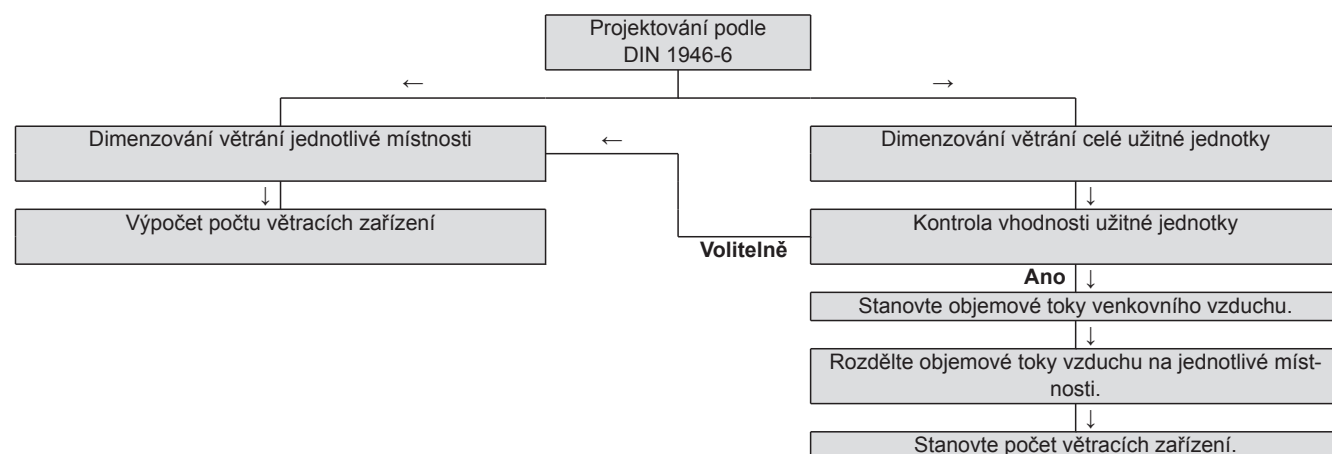 Projektování podle
DIN 1946-6
← →
Dimenzování větrání jednotlivé místnosti
←
Dimenzování větrání celé užitné jednotky
↓ ↓
Výpočet počtu větracích zařízení
Kontrola vhodnosti užitné jednotky
Volitelně
Ano ↓
Stanovte objemové toky venkovního vzduchu.
↓
Rozdělte objemové toky vzduchu na jednotlivé míst-
nosti.
↓
Stanovte počet větracích zařízení.